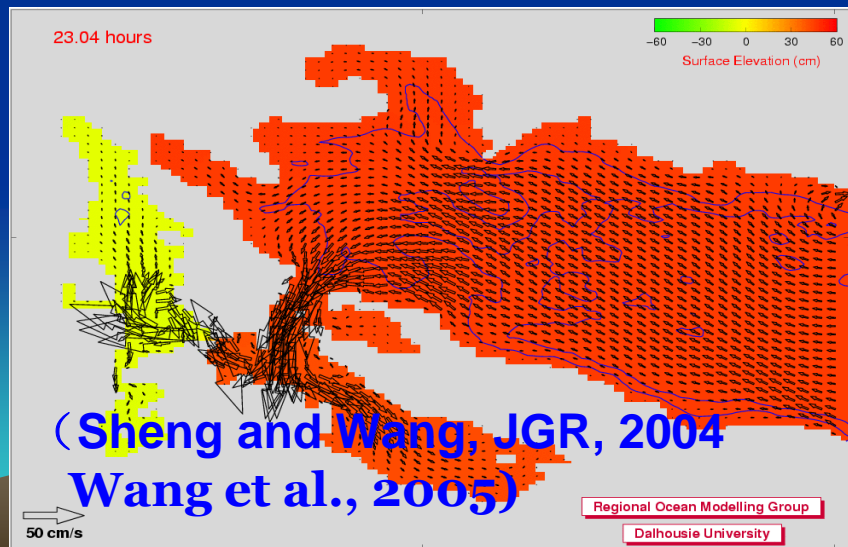 23.04 hours
−60 −30 0 30 60
Surface Elevation (cm)
（Sheng and Wang, JGR, 2004
Wang et al., 2005)
50 cm/s
Regional Ocean Modelling Group
Dalhousie University